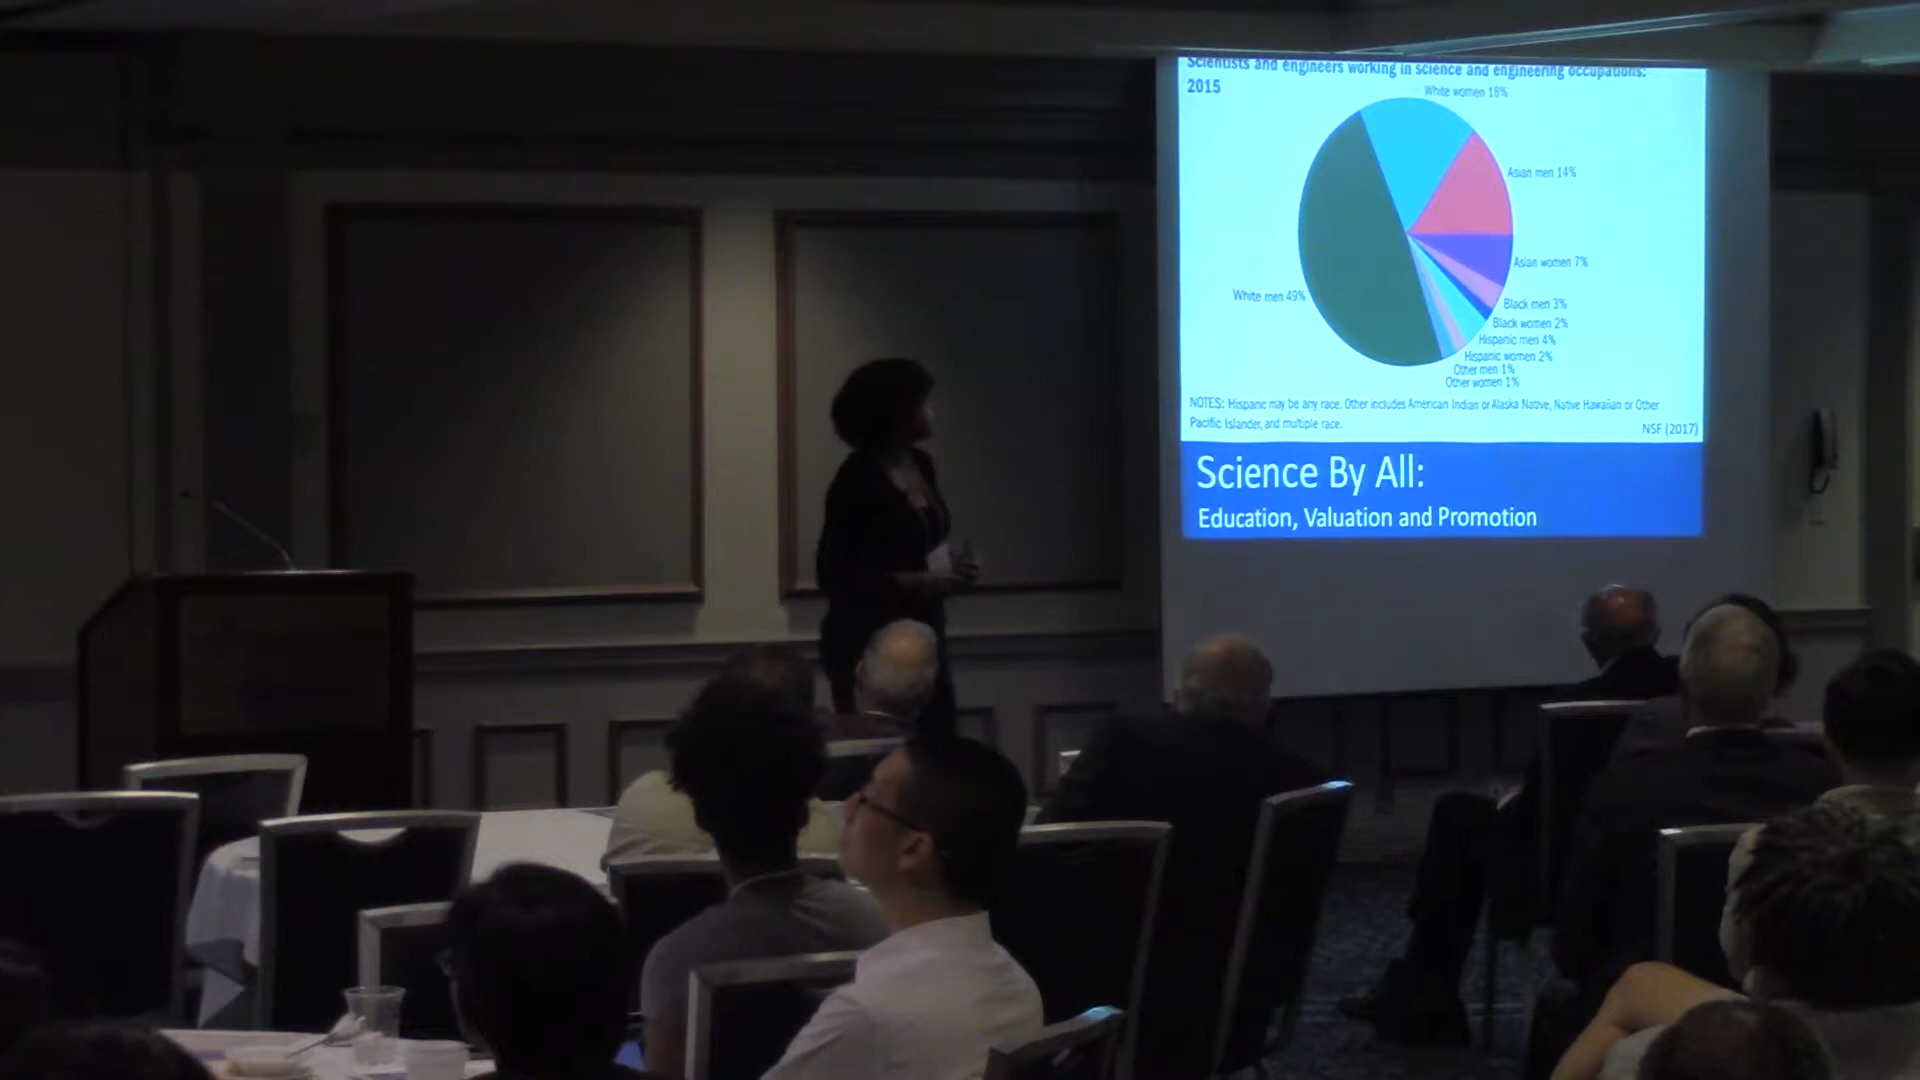 Scientists and engineers working in science and engineering occupations:
2015
White women 18%
Asian men 14%
Asian women 7%
White men 49%
Black men 3%
Black women 2%
Hispanic men 4%
Hispanic women 2%
Other men 1%
Other women 1%
NOTES: Hispanic may be any race. Other includes American Indian or Alaska Native, Native Hawaiian or Other
Pacific Islander, and multiple race.
NSF (2017)
Science By All:
Education, Valuation and Promotion